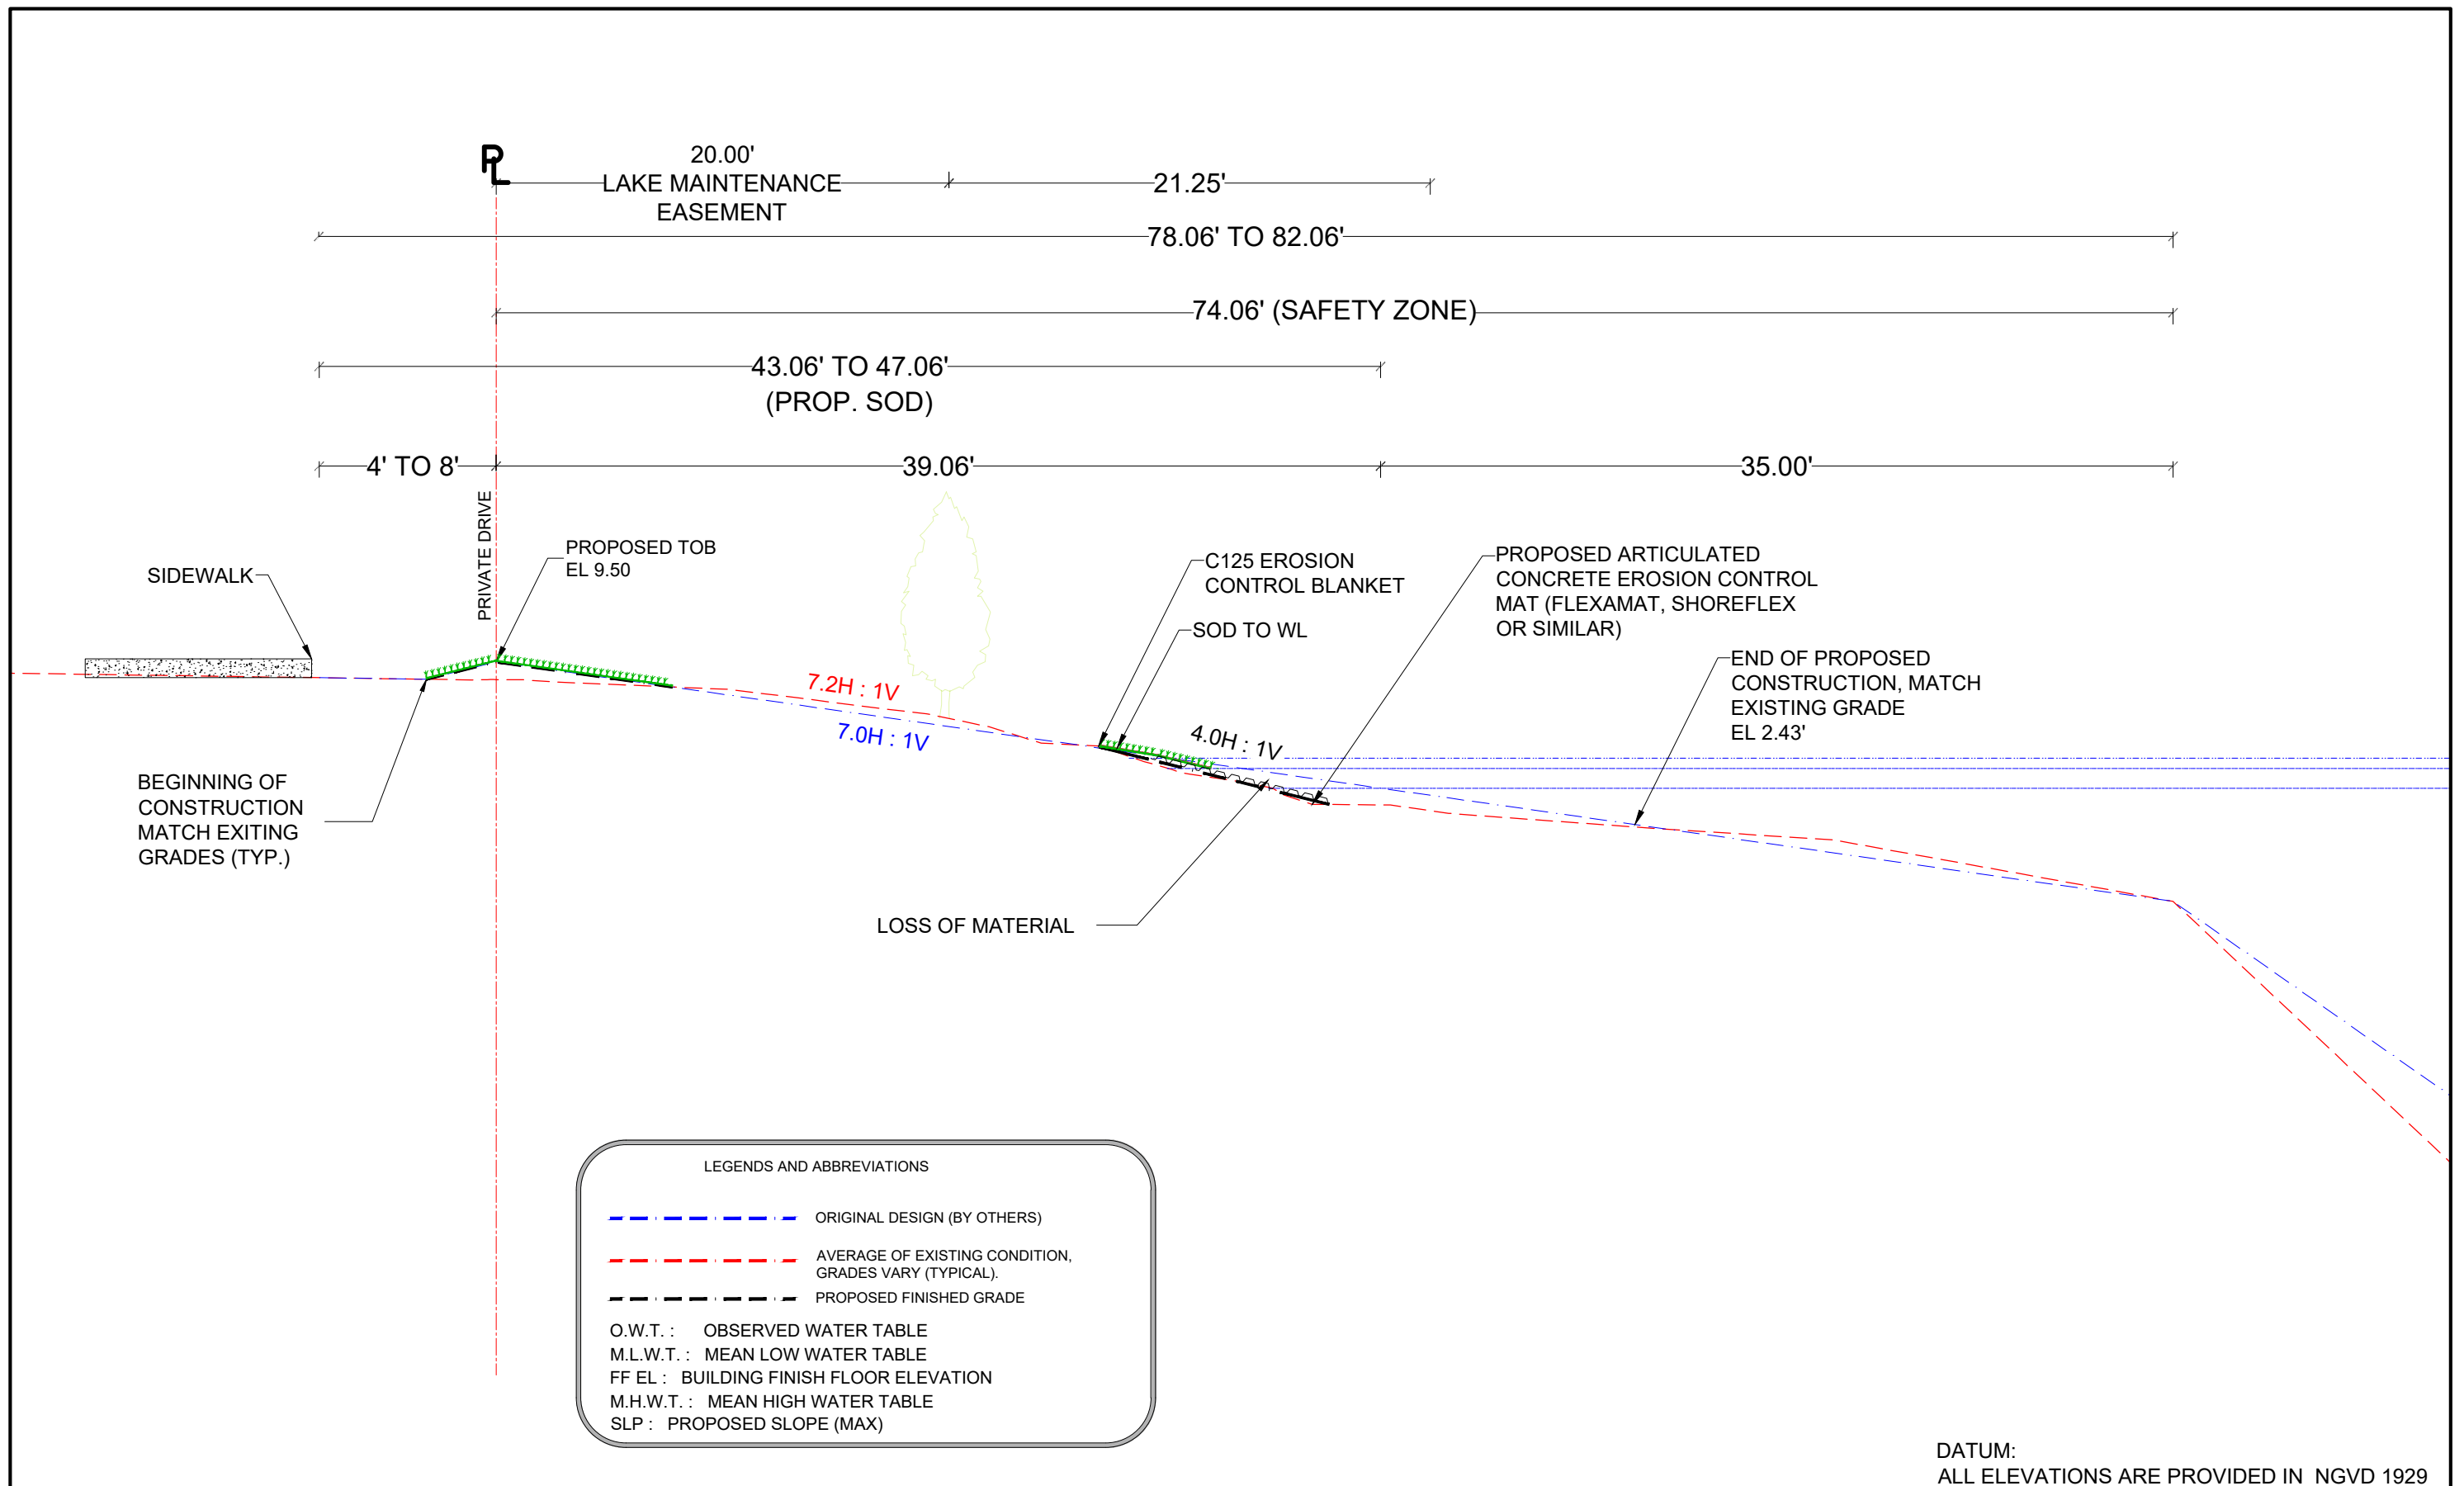 PL
20.00'
LAKE MAINTENANCE
EASEMENT
21.25'
78.06' TO 82.06'
74.06' (SAFETY ZONE)
43.06' TO 47.06'
(PROP. SOD)
4' TO 8'
39.06'
35.00'
PRIVATE DRIVE
SIDEWALK
PROPOSED TOB
EL 9.50
C125 EROSION
CONTROL BLANKET
SOD TO WL
PROPOSED ARTICULATED
CONCRETE EROSION CONTROL
MAT (FLEXAMAT, SHOREFLEX
OR SIMILAR)
END OF PROPOSED
CONSTRUCTION, MATCH
EXISTING GRADE
EL 2.43'
7.2H : 1V
7.0H : 1V
4.0H : 1V
BEGINNING OF
CONSTRUCTION
MATCH EXITING
GRADES (TYP.)
LOSS OF MATERIAL
LEGENDS AND ABBREVIATIONS
ORIGINAL DESIGN (BY OTHERS)
AVERAGE OF EXISTING CONDITION,
GRADES VARY (TYPICAL).
PROPOSED FINISHED GRADE
O.W.T. : OBSERVED WATER TABLE
M.L.W.T. : MEAN LOW WATER TABLE
FF EL : BUILDING FINISH FLOOR ELEVATION
M.H.W.T. : MEAN HIGH WATER TABLE
SLP : PROPOSED SLOPE (MAX)
DATUM:
ALL ELEVATIONS ARE PROVIDED IN NGVD 1929